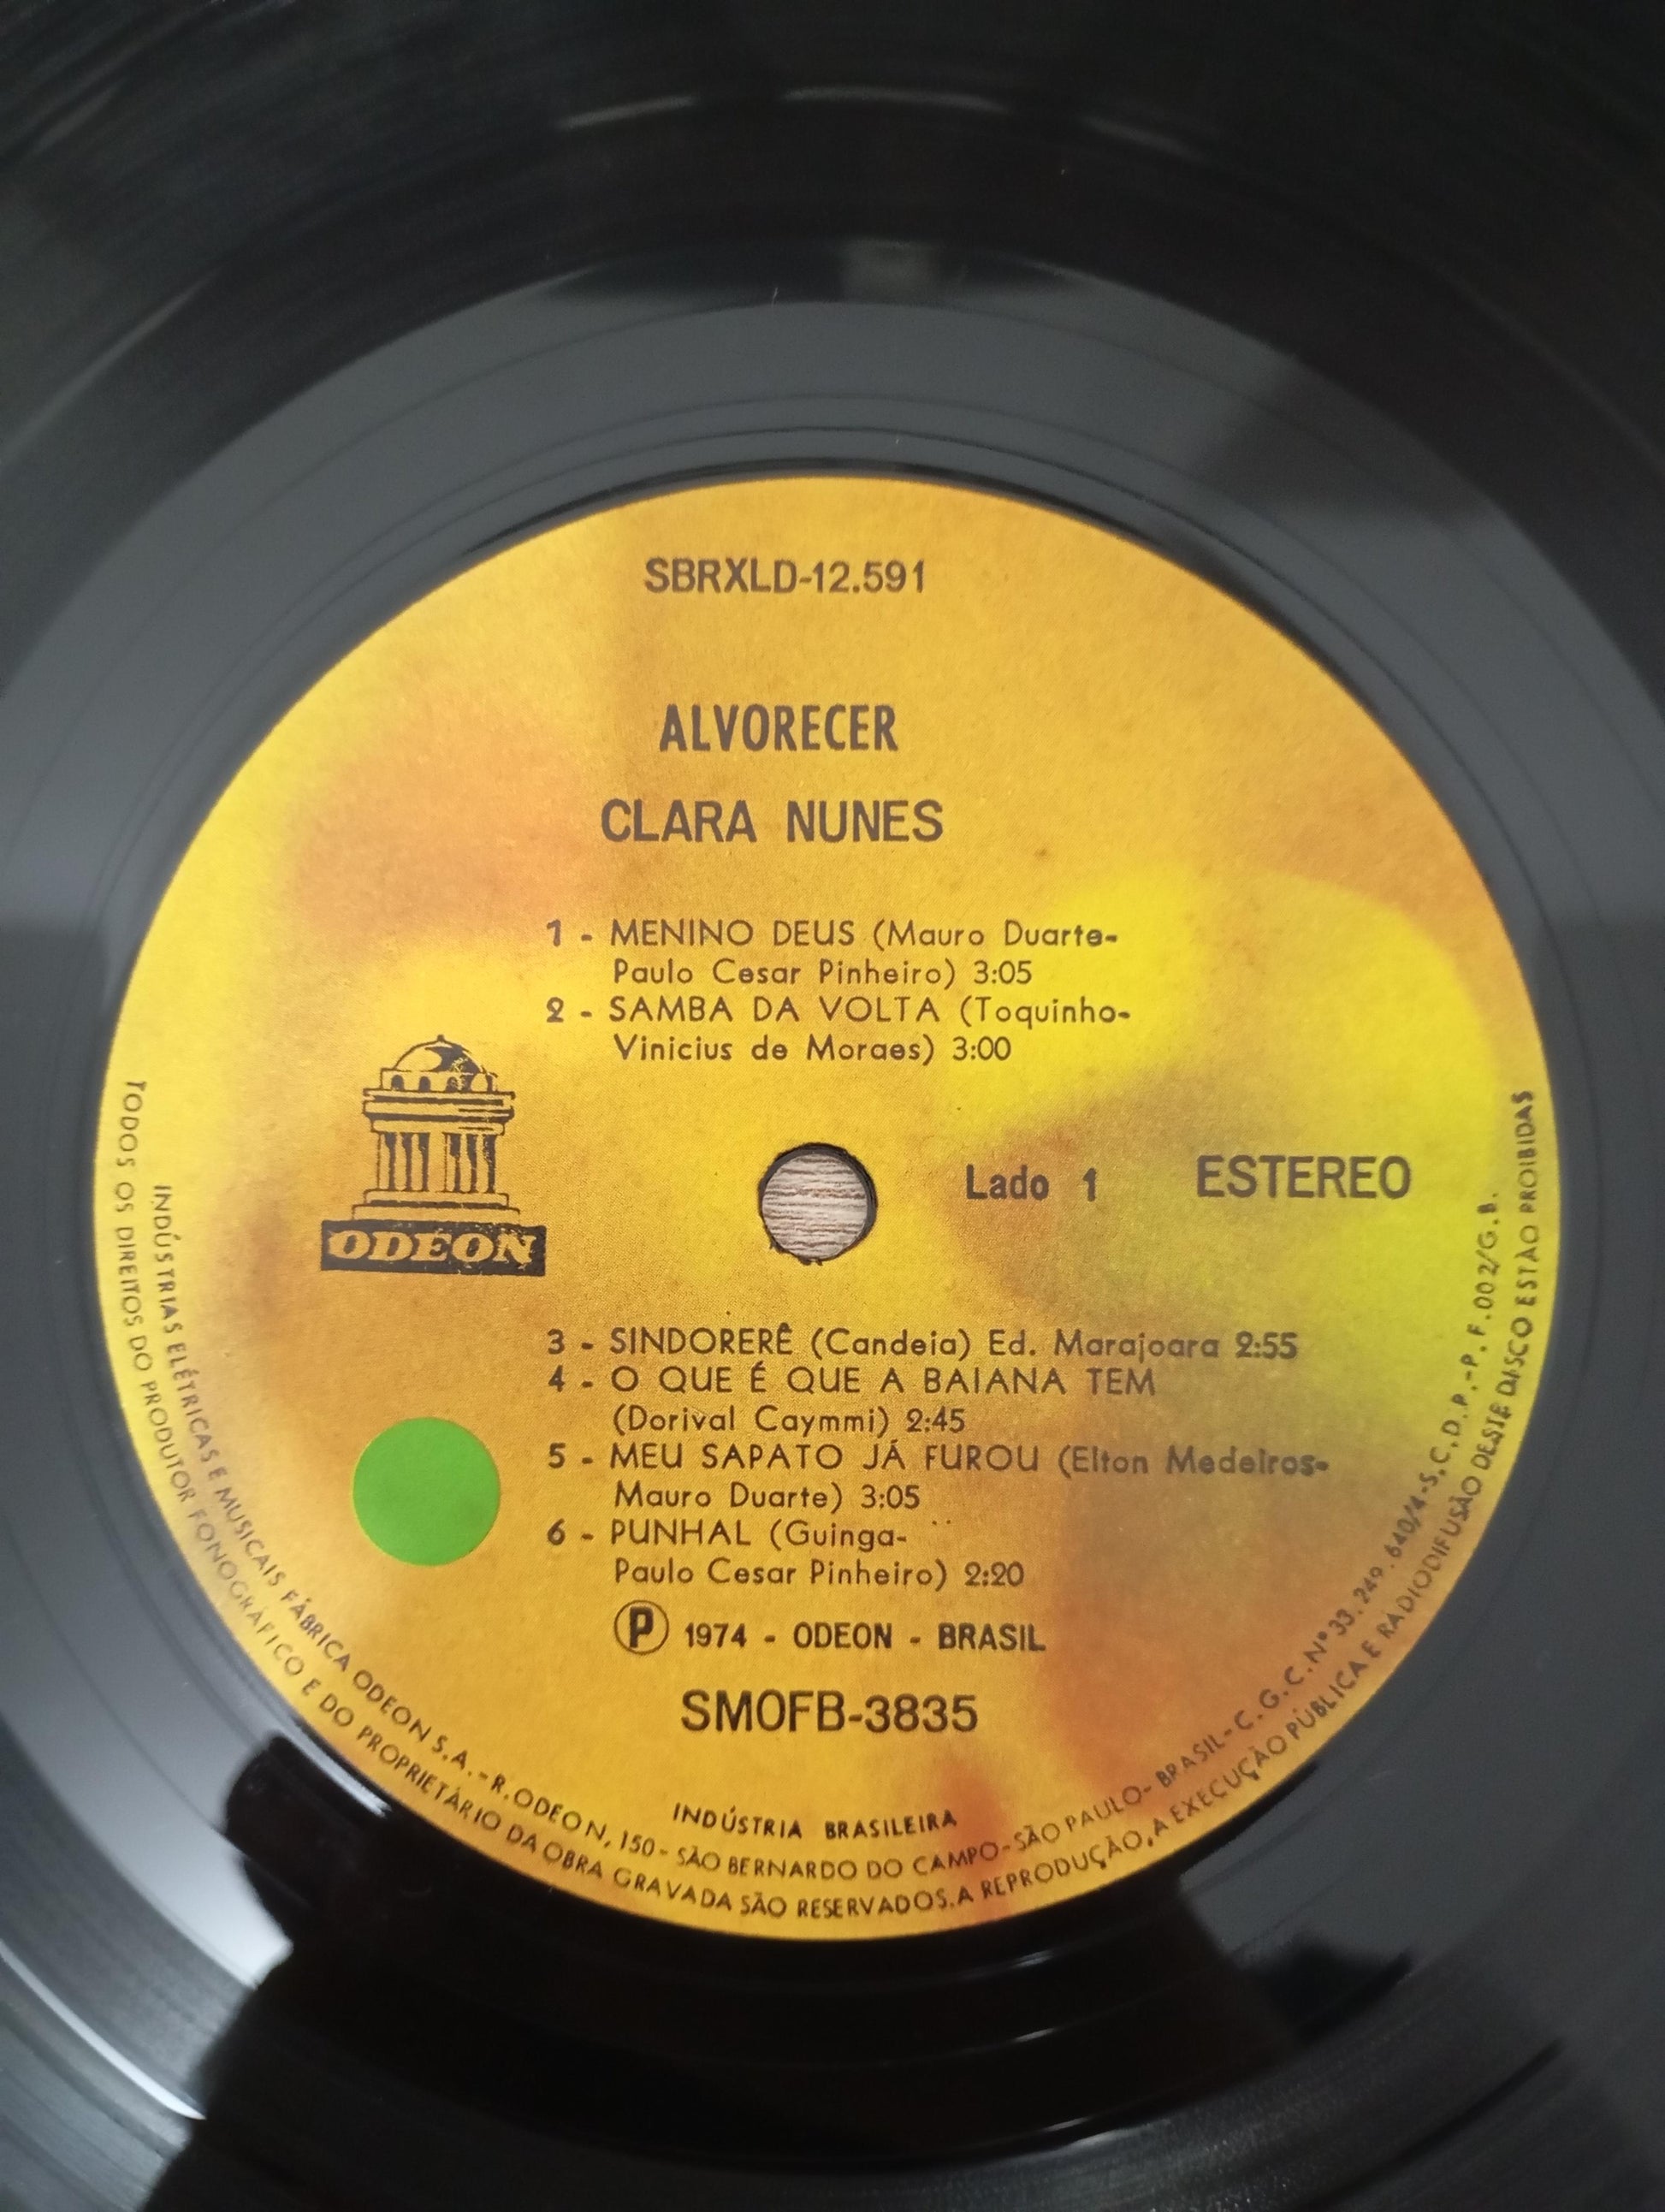 SBRXLD-12.591
ALVORECER
CLARA NUNES
1 - MENINO DEUS (Mauro Duarte-
Paulo Cesar Pinheiro) 3:05
2 - SAMBA DA VOLTA (Toquinho-
Vinicius de Moraes) 3:00
ODEON
Lado 1 ESTEREO
3 - SINDORERÊ (Candeia) Ed. Marajoara 2:55
4 - O QUE É QUE A BAIANA TEM
(Dorival Caymmi) 2:45
5 - MEU SAPATO JÁ FUROU (Elton Medeiros-
Mauro Duarte) 3:05
6 - PUNHAL (Guinga-
Paulo Cesar Pinheiro) 2:20
Ⓟ 1974 - ODEON - BRASIL
SMOFB-3835
INDÚSTRIA BRASILEIRA
INDÚSTRIAS ELÉTRICAS E MUSICAIS FÁBRICA ODEON S.A.-R.ODEON, 150- SÃO BERNARDO DO CAMPO-SÃO PAULO-BRASIL-C.G.C.Nº33.249.640/4-S.C.D.P.-P.F.002/G.B.
TODOS OS DIREITOS DO PRODUTOR FONOGRÁFICO E DO PROPRIETÁRIO DA OBRA GRAVADA SÃO RESERVADOS. A REPRODUÇÃO, A EXECUÇÃO PÚBLICA E RADIODIFUSÃO DESTE DISCO ESTÃO PROIBIDAS